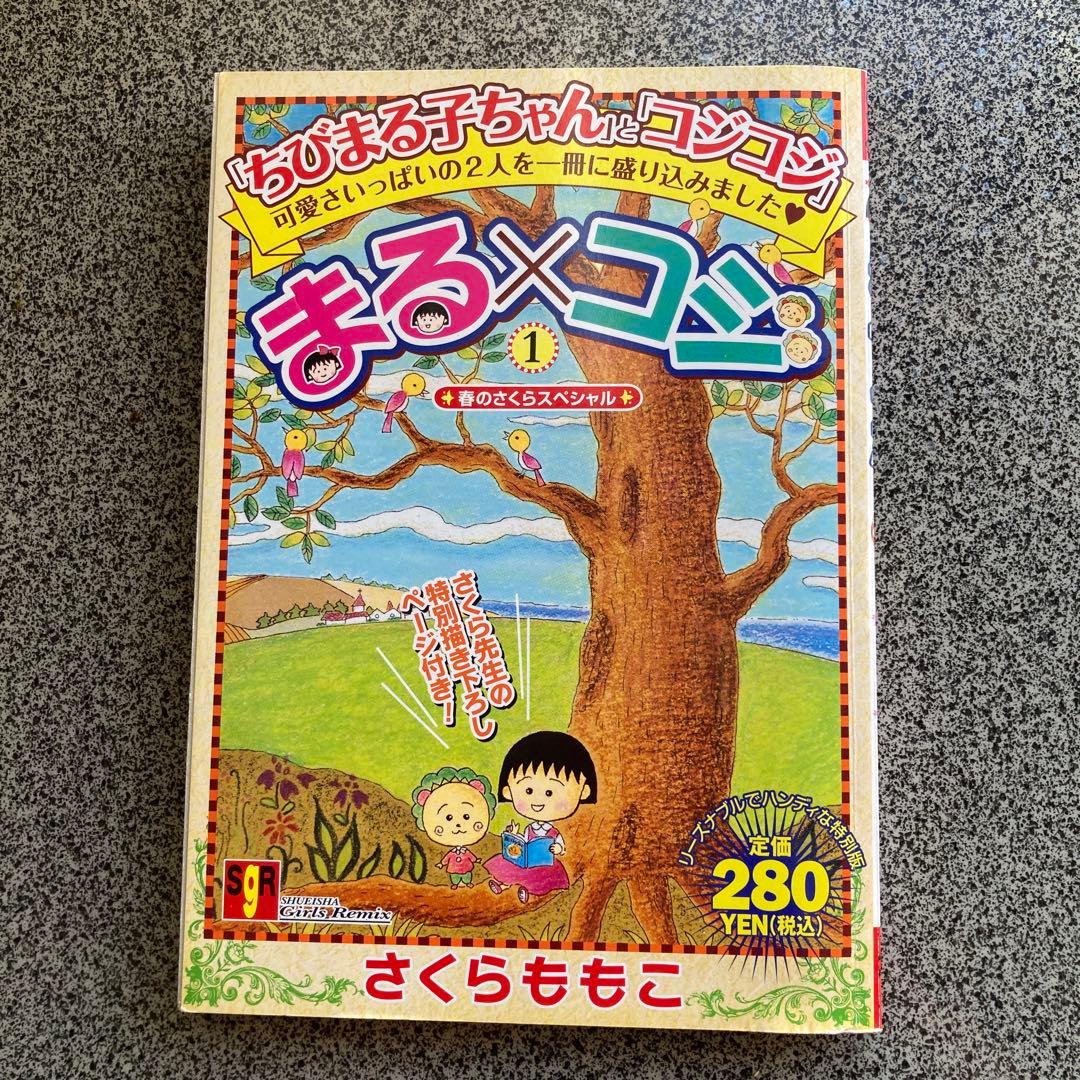 「ちびまる子ちゃん」と「コジコジ」
可愛さいっぱいの2人を一冊に盛り込みました♥
まる×コジ
1
春のさくらスペシャル
さくら先生の
特別描き下ろし
ページ付き!
リーズナブルでハンディな特別版
定価
280
YEN(税込)
SgR
SHUEISHA
Girls Remix
さくらももこ